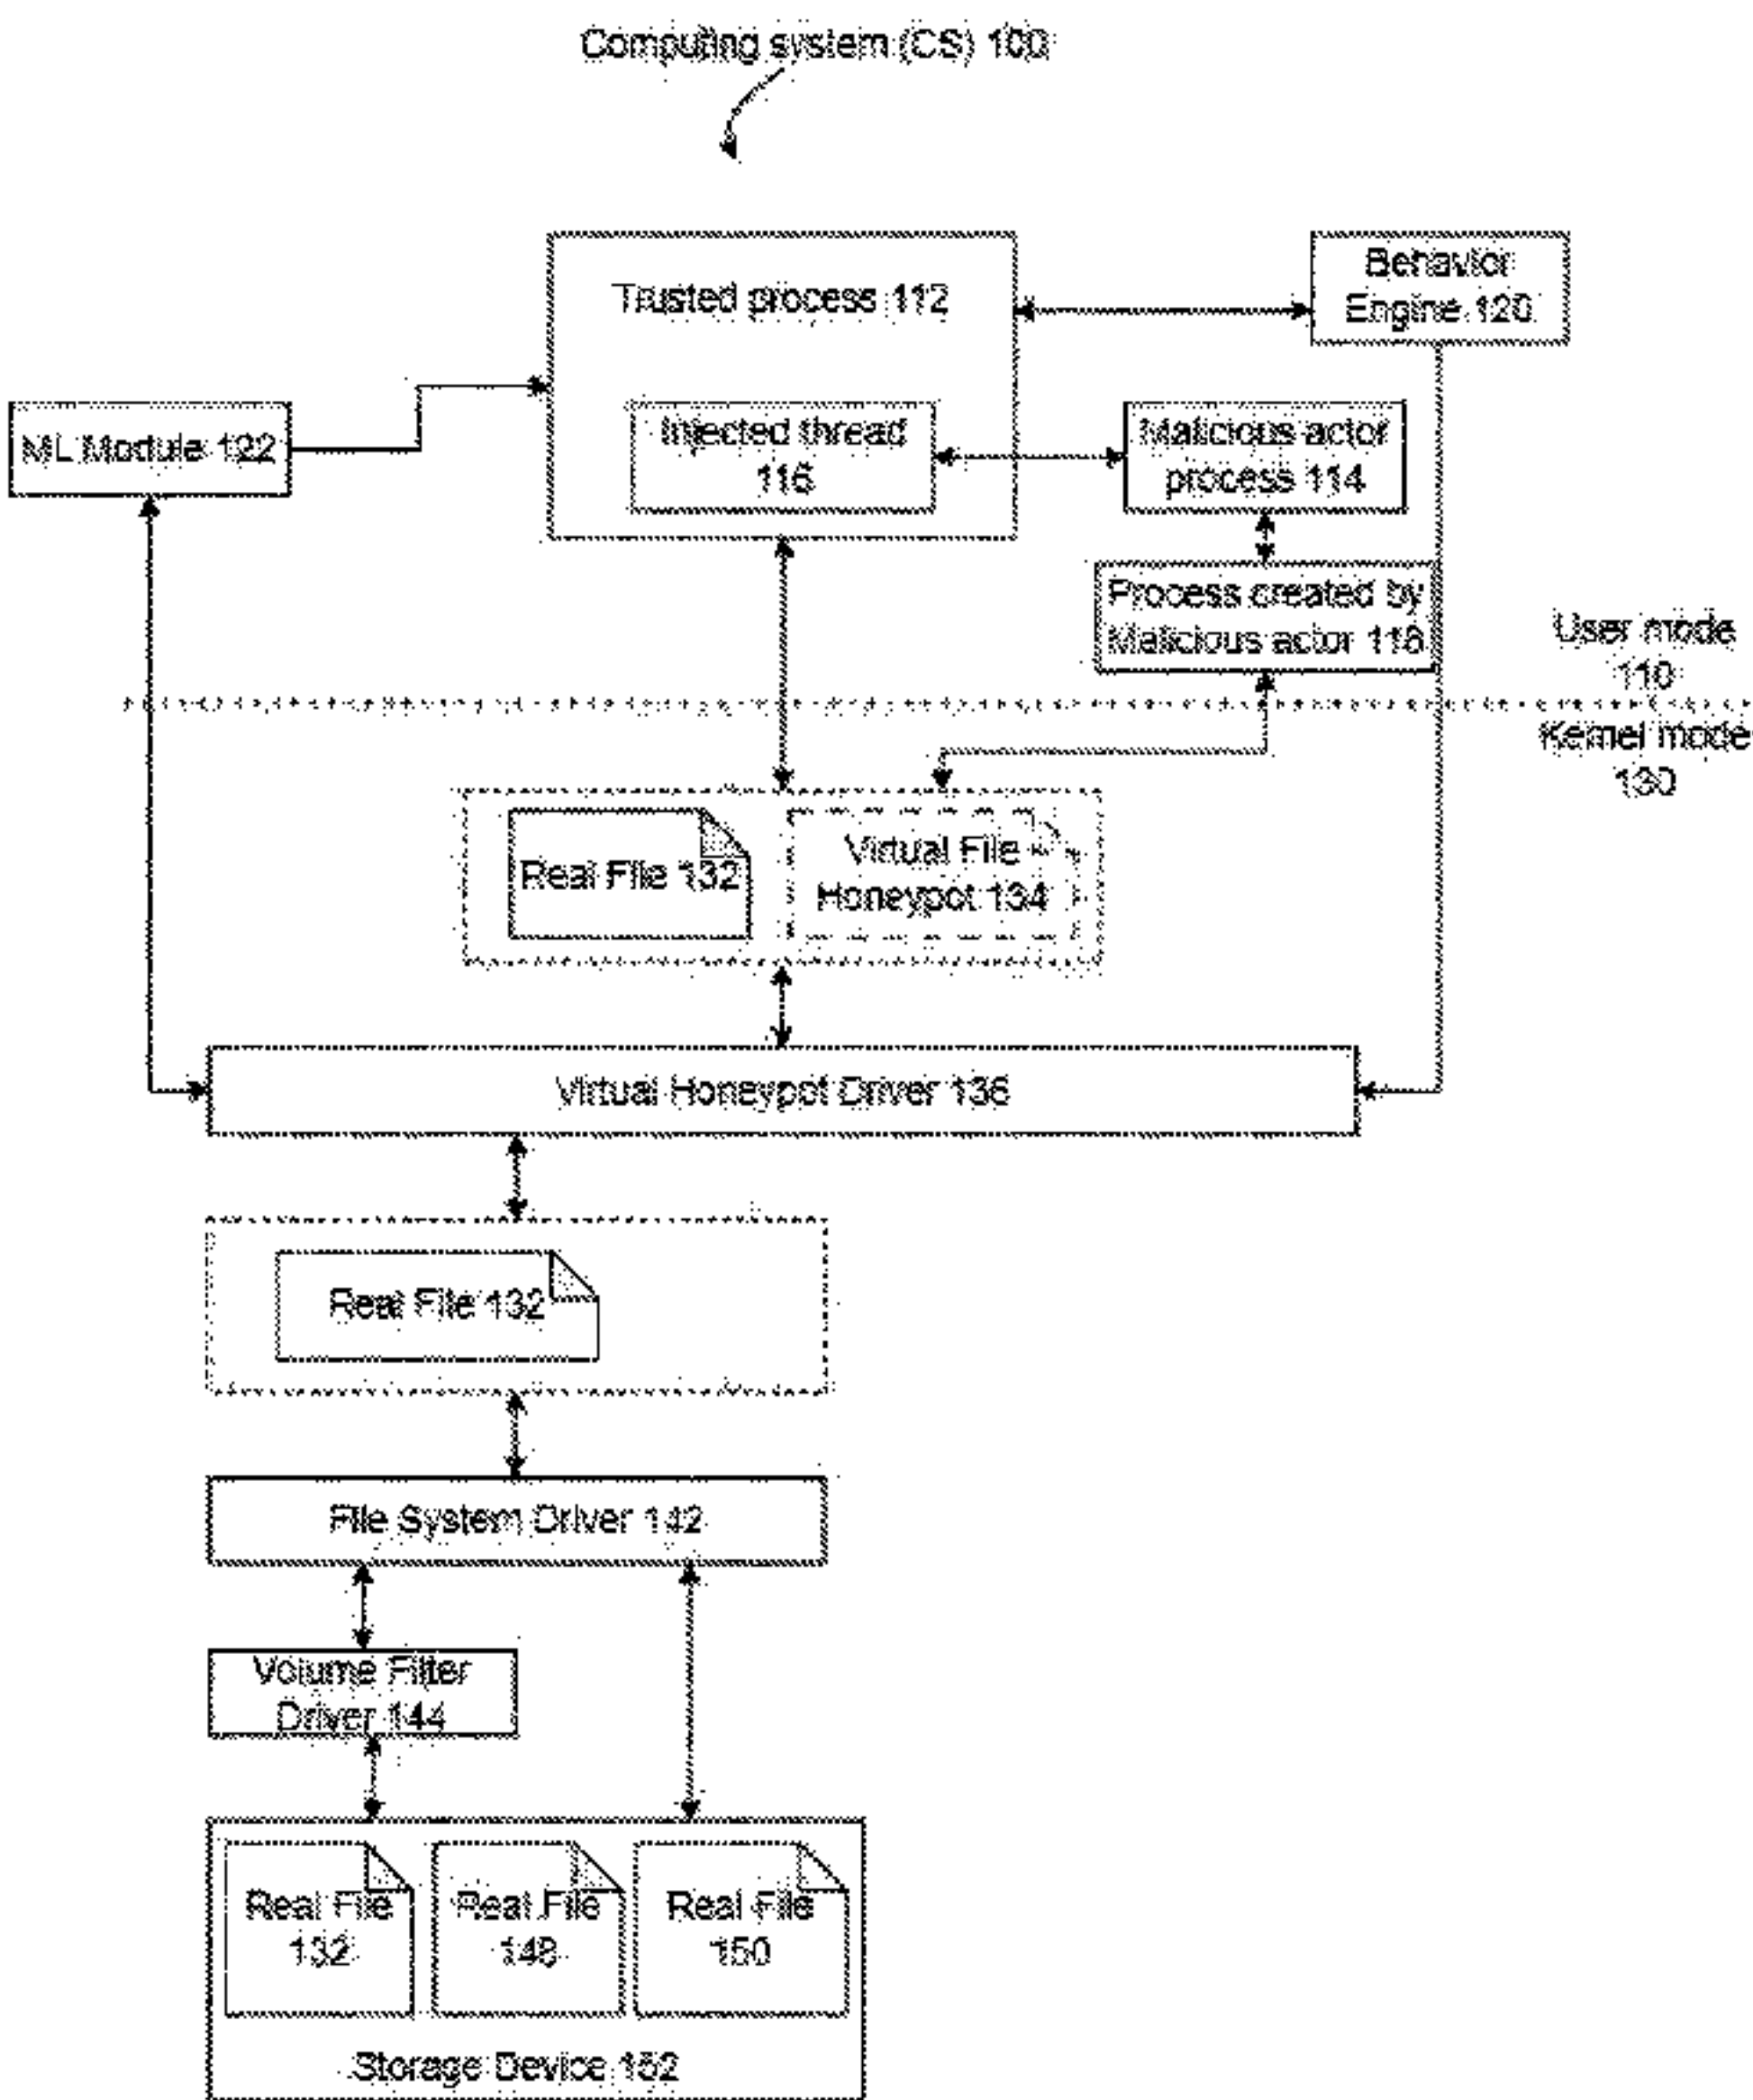 Computing system (CS) 100
Trusted process 112
Behavior
Engine 120
ML Module 122
Injected thread
116
Malicious actor
process 114
Process created by
Malicious actor 118
User mode
110
Kernel mode
130
Real File 132
Virtual File
Honeypot 134
Virtual Honeypot Driver 136
Real File 132
File System Driver 142
Volume Filter
Driver 144
Real File
132
Real File
148
Real File
150
Storage Device 152